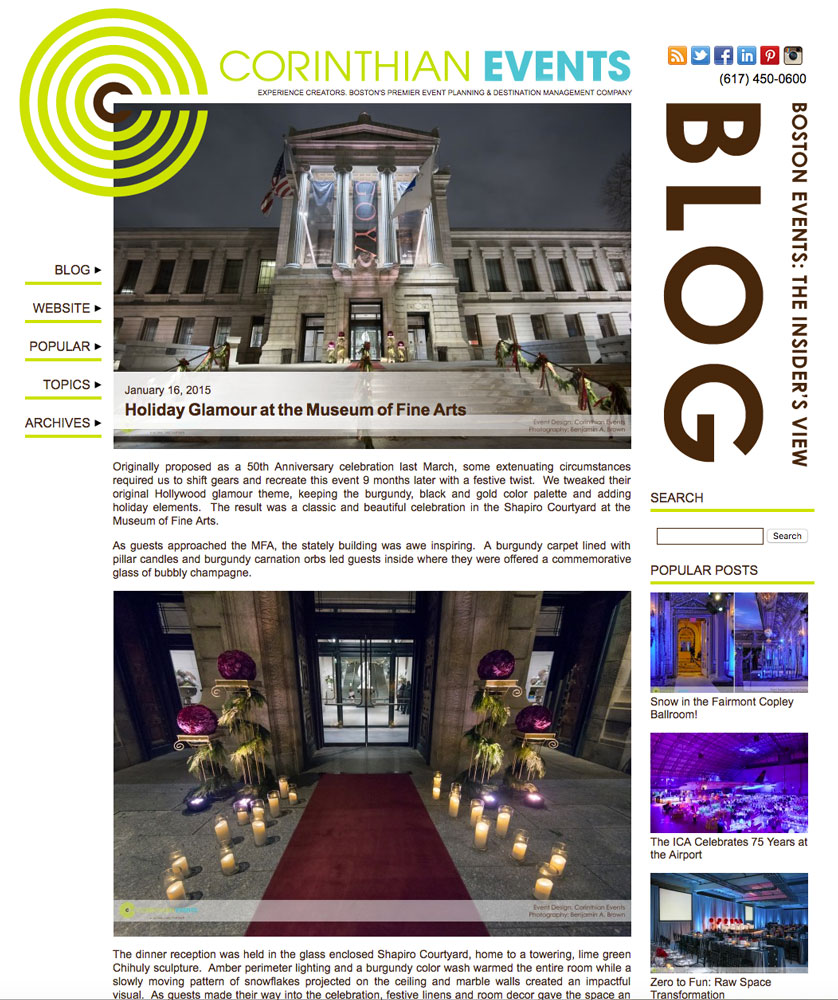 CORINTHIAN EVENTS
EXPERIENCE CREATORS. BOSTON'S PREMIER EVENT PLANNING & DESTINATION MANAGEMENT COMPANY
(617) 450-0600
BLOG
BOSTON EVENTS: THE INSIDER'S VIEW
BLOG
WEBSITE
POPULAR
TOPICS
ARCHIVES
GOYA
January 16, 2015
Holiday Glamour at the Museum of Fine Arts
Event Design: Corinthian Events
Photography: Benjamin A. Brown
Originally proposed as a 50th Anniversary celebration last March, some extenuating circumstances
required us to shift gears and recreate this event 9 months later with a festive twist. We tweaked their
original Hollywood glamour theme, keeping the burgundy, black and gold color palette and adding
holiday elements. The result was a classic and beautiful celebration in the Shapiro Courtyard at the
Museum of Fine Arts.
As guests approached the MFA, the stately building was awe inspiring. A burgundy carpet lined with
pillar candles and burgundy carnation orbs led guests inside where they were offered a commemorative
glass of bubbly champagne.
Event Design: Corinthian Events
Photography: Benjamin A. Brown
The dinner reception was held in the glass enclosed Shapiro Courtyard, home to a towering, lime green
Chihuly sculpture. Amber perimeter lighting and a burgundy color wash warmed the entire room while a
slowly moving pattern of snowflakes projected on the ceiling and marble walls created an impactful
visual. As guests made their way into the celebration, festive linens and room decor gave the space an
SEARCH
Search
POPULAR POSTS
Snow in the Fairmont Copley
Ballroom!
The ICA Celebrates 75 Years at
the Airport
Zero to Fun: Raw Space
Transformation